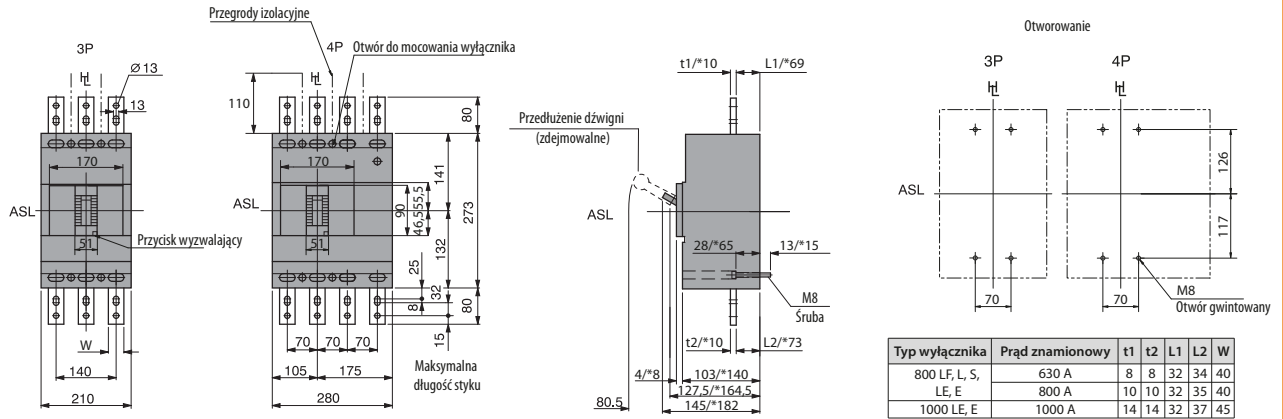 Przegrody izolacyjne
3P
4P
Otwór do mocowania wyłącznika
HL
HL
Ø 13
13
110
80
170
170
141
273
90
46,5
55,5
ASL
ASL
51
51
Przycisk wyzwalający
132
25
32
8
80
15
W
70
70
70
140
105
175
210
280
Maksymalna
długość styku
t1/*10
L1/*69
Przedłużenie dźwigni
(zdejmowalne)
ASL
28/*65
13/*15
M8
Śruba
t2/*10
L2/*73
4/*8
103/*140
127,5/*164,5
80.5
145/*182
Otworowanie
3P
4P
HL
HL
ASL
126
117
70
70
M8
Otwór gwintowany
Typ wyłącznika Prąd znamionowy t1 t2 L1 L2 W
800 LF, L, S, LE, E 630 A 8 8 32 34 40
800 A 10 10 32 35 40
1000 LE, E 1000 A 14 14 32 37 45